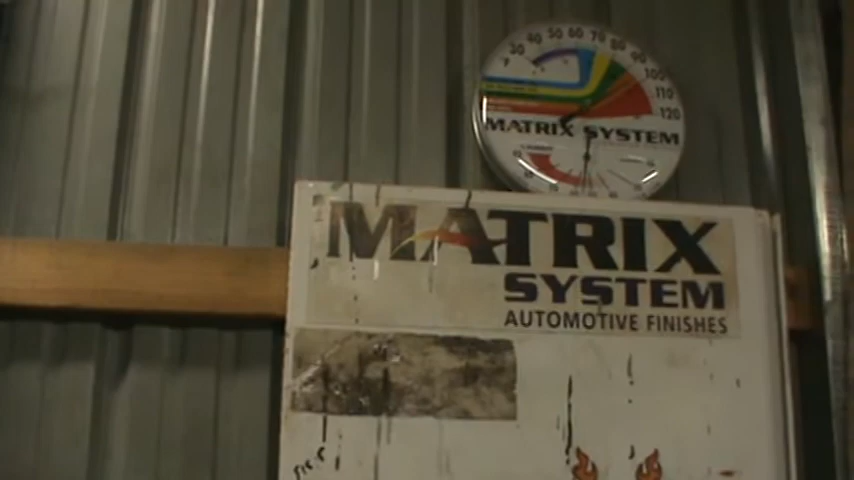 30 40 50 60 70 80 90 100 110 120
°F
MATRIX SYSTEM
MATRIX
SYSTEM
AUTOMOTIVE FINISHES